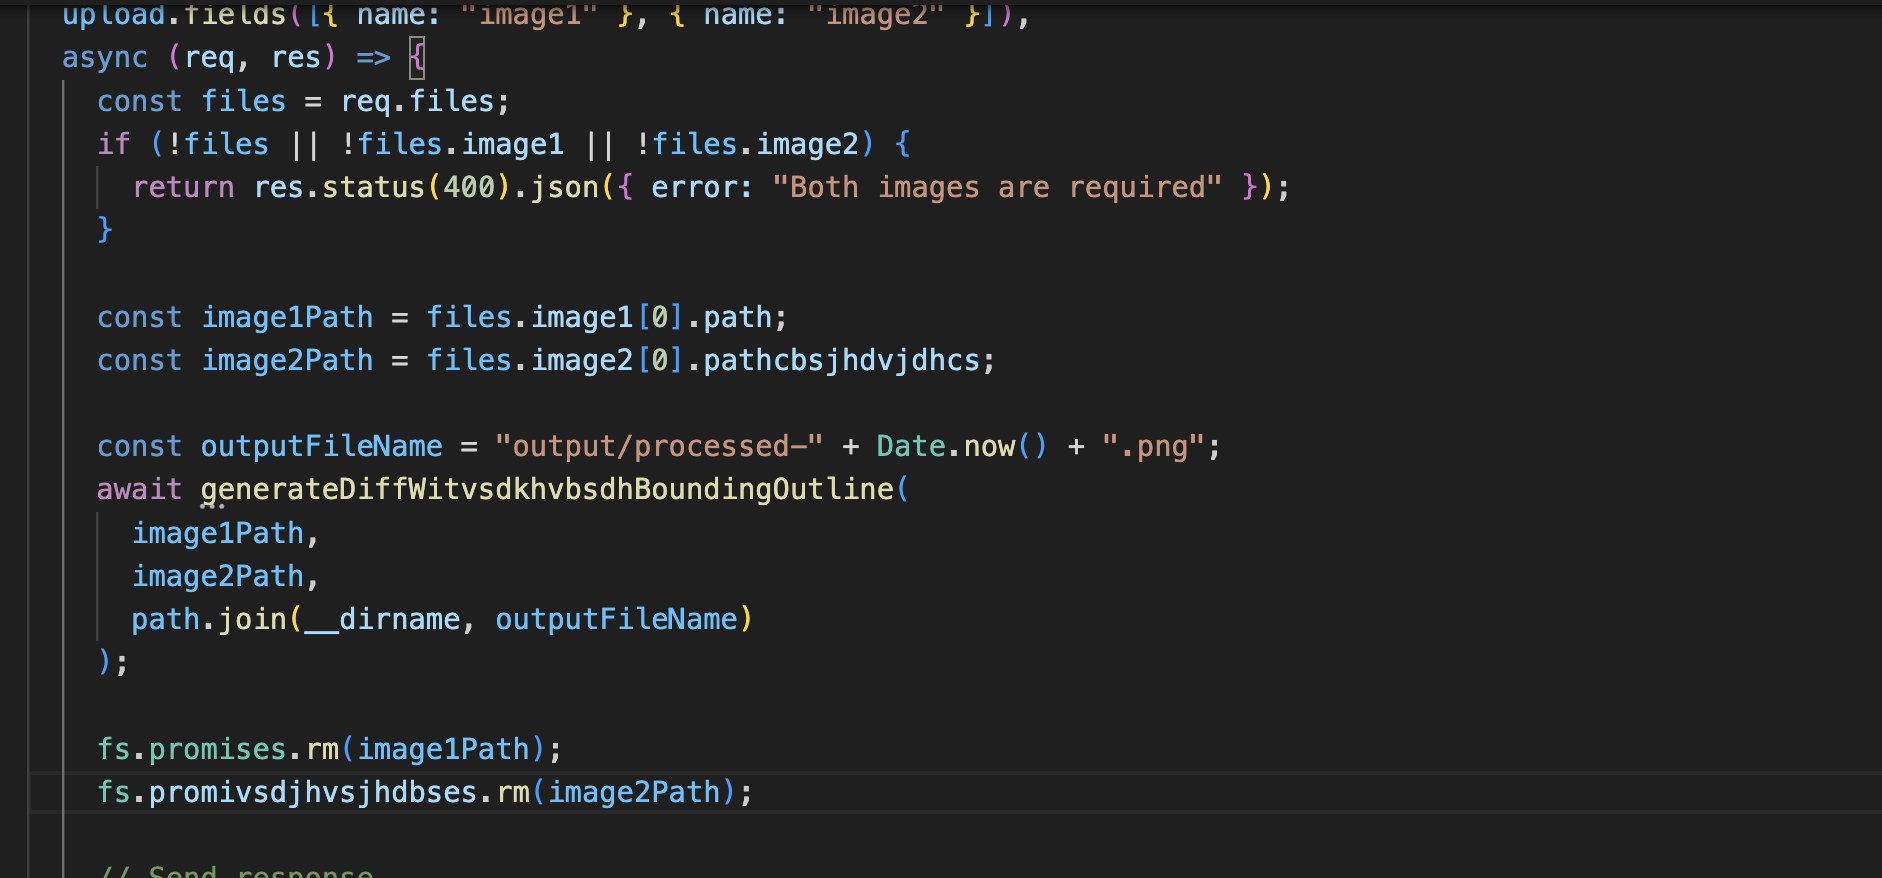 upload.fields([{ name: "image1" }, { name: "image2" }]),
async (req, res) => {
const files = req.files;
if (!files || !files.image1 || !files.image2) {
return res.status(400).json({ error: "Both images are required" });
}
const image1Path = files.image1[0].path;
const image2Path = files.image2[0].pathcbsjhdvjdhcs;
const outputFileName = "output/processed-" + Date.now() + ".png";
await generateDiffWitvsdkhvbsdhBoundingOutline(
image1Path,
image2Path,
path.join(__dirname, outputFileName)
);
fs.promises.rm(image1Path);
fs.promivsdjhvsjhdbses.rm(image2Path);
// Send response